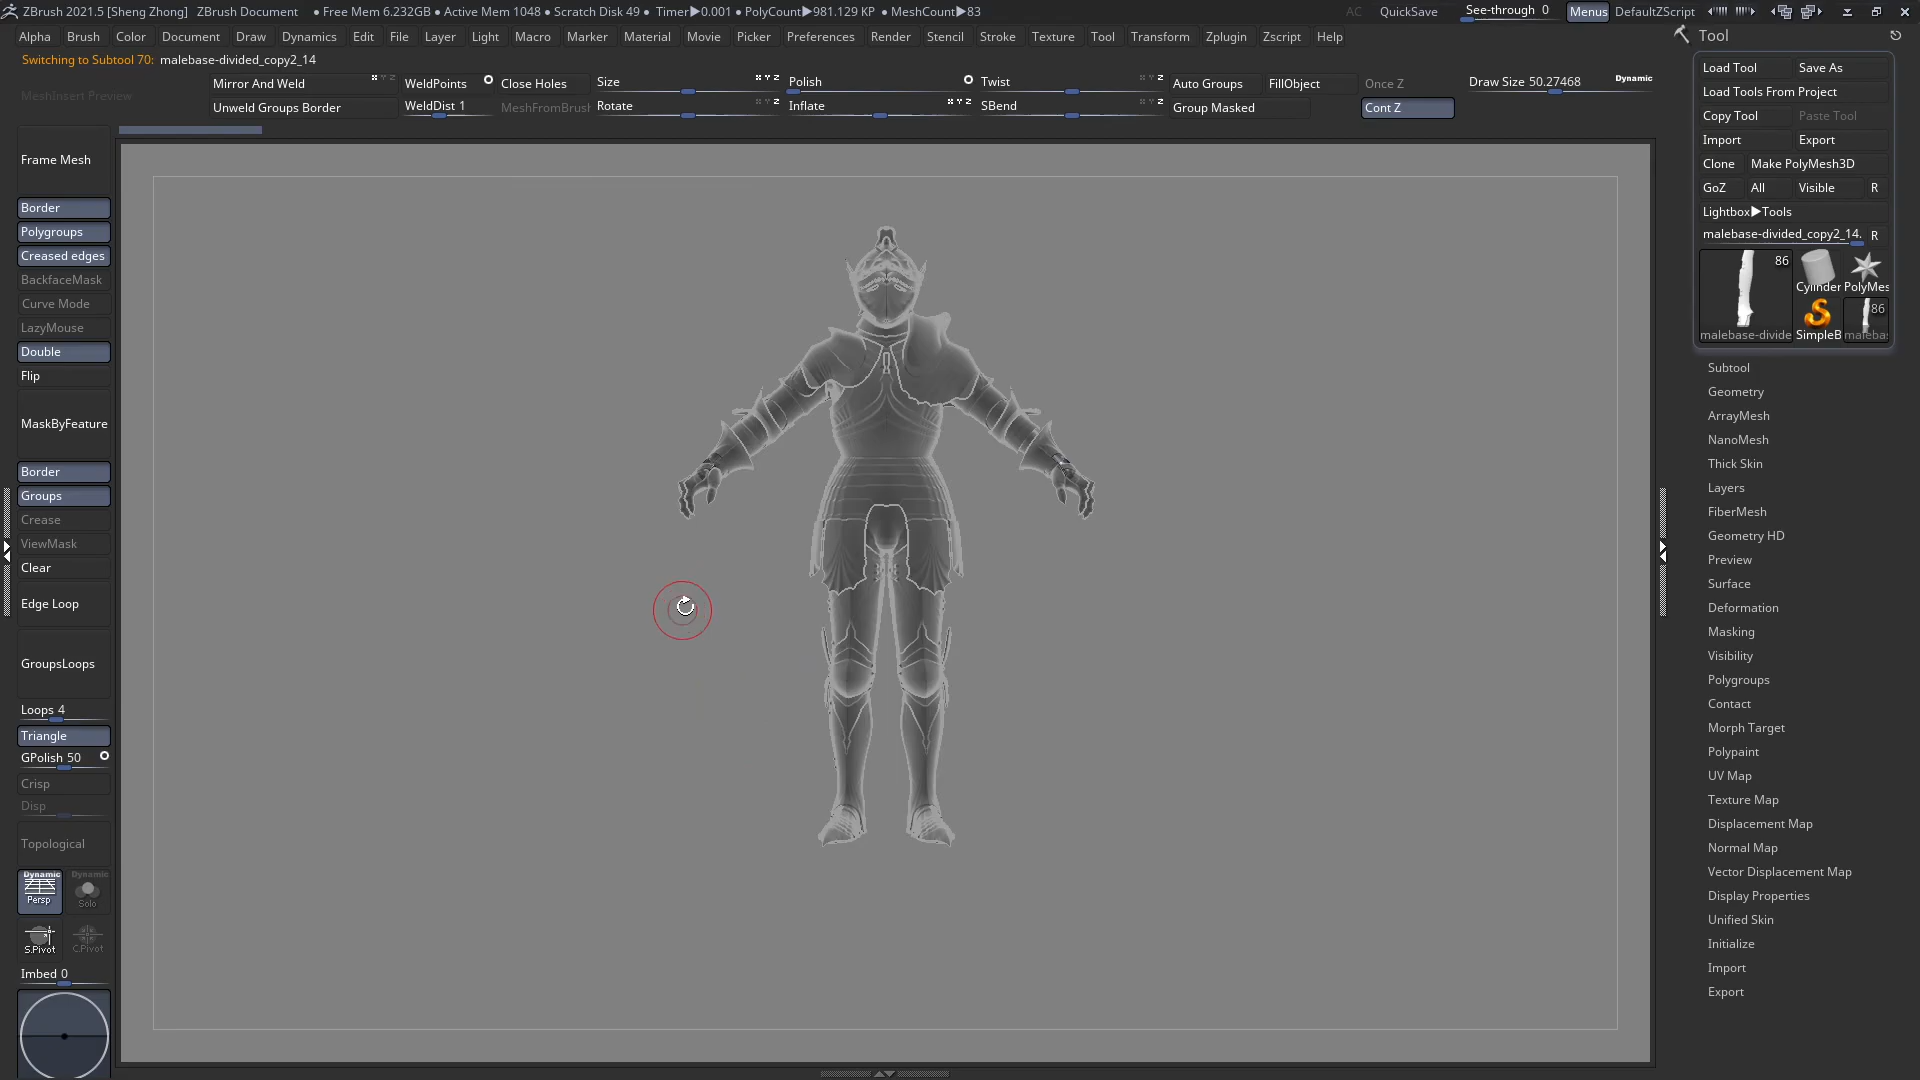 ZBrush 2021.5 [Sheng Zhong] ZBrush Document • Free Mem 6.232GB • Active Mem 1048 • Scratch Disk 49 • Timer▶0.001 • PolyCount▶981.129 KP • MeshCount▶83 AC QuickSave See-through 0 Menus DefaultZScript
Alpha Brush Color Document Draw Dynamics Edit File Layer Light Macro Marker Material Movie Picker Preferences Render Stencil Stroke Texture Tool Transform Zplugin Zscript Help
Switching to Subtool 70: malebase-divided_copy2_14
MeshInsert Preview
Mirror And Weld WeldPoints Close Holes Size Polish Twist Auto Groups FillObject Once Z Draw Size 50.27468 Dynamic
Unweld Groups Border WeldDist 1 MeshFromBrush Rotate Inflate SBend Group Masked Cont Z
Frame Mesh
Border
Polygroups
Creased edges
BackfaceMask
Curve Mode
LazyMouse
Double
Flip
MaskByFeature
Border
Groups
Crease
ViewMask
Clear
Edge Loop
GroupsLoops
Loops 4
Triangle
GPolish 50
Crisp
Disp
Topological
Dynamic Dynamic
Persp Solo
S.Pivot C.Pivot
Imbed 0
Tool
Load Tool Save As
Load Tools From Project
Copy Tool Paste Tool
Import Export
Clone Make PolyMesh3D
GoZ All Visible R
Lightbox▶Tools
malebase-divided_copy2_14. R
86
Cylinder PolyMes
86
malebase-divide SimpleB malebas
Subtool
Geometry
ArrayMesh
NanoMesh
Thick Skin
Layers
FiberMesh
Geometry HD
Preview
Surface
Deformation
Masking
Visibility
Polygroups
Contact
Morph Target
Polypaint
UV Map
Texture Map
Displacement Map
Normal Map
Vector Displacement Map
Display Properties
Unified Skin
Initialize
Import
Export